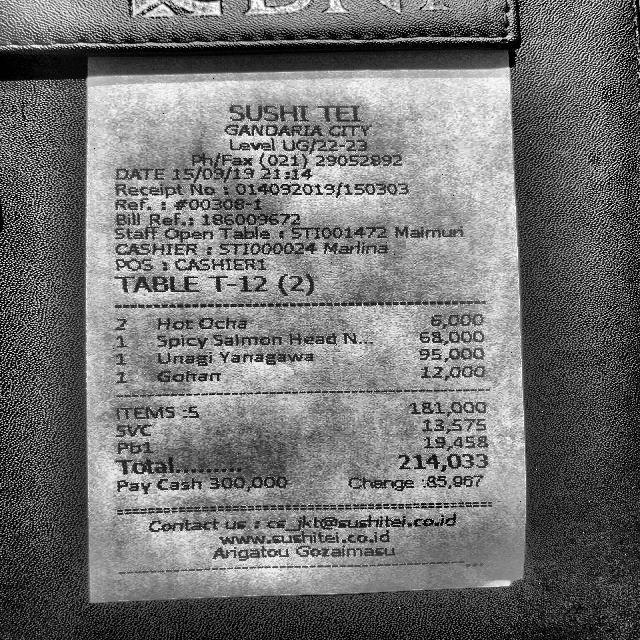 BNI
SUSHI TEI
GANDARIA CITY
Level UG/22-23
Ph/Fax (021) 29052892
DATE 15/09/19 21:14
Receipt No : 014092019/150303
Ref. : #00308-1
Bill Ref.: 186009672
Staff Open Table : STI001472 Maimun
CASHIER : STI000024 Marlina
POS : CASHIER1
TABLE T-12 (2)
2 Hot Ocha 6,000
1 Spicy Salmon Head N... 68,000
1 Unagi Yanagawa 95,000
1 Gohan 12,000
ITEMS :5 181,000
SVC 13,575
Pb1 19,458
Total......... 214,033
Pay Cash 300,000 Change :85,967
Contact us : cs_jkt@sushitei.co.id
www.sushitei.co.id
Arigatou Gozaimasu